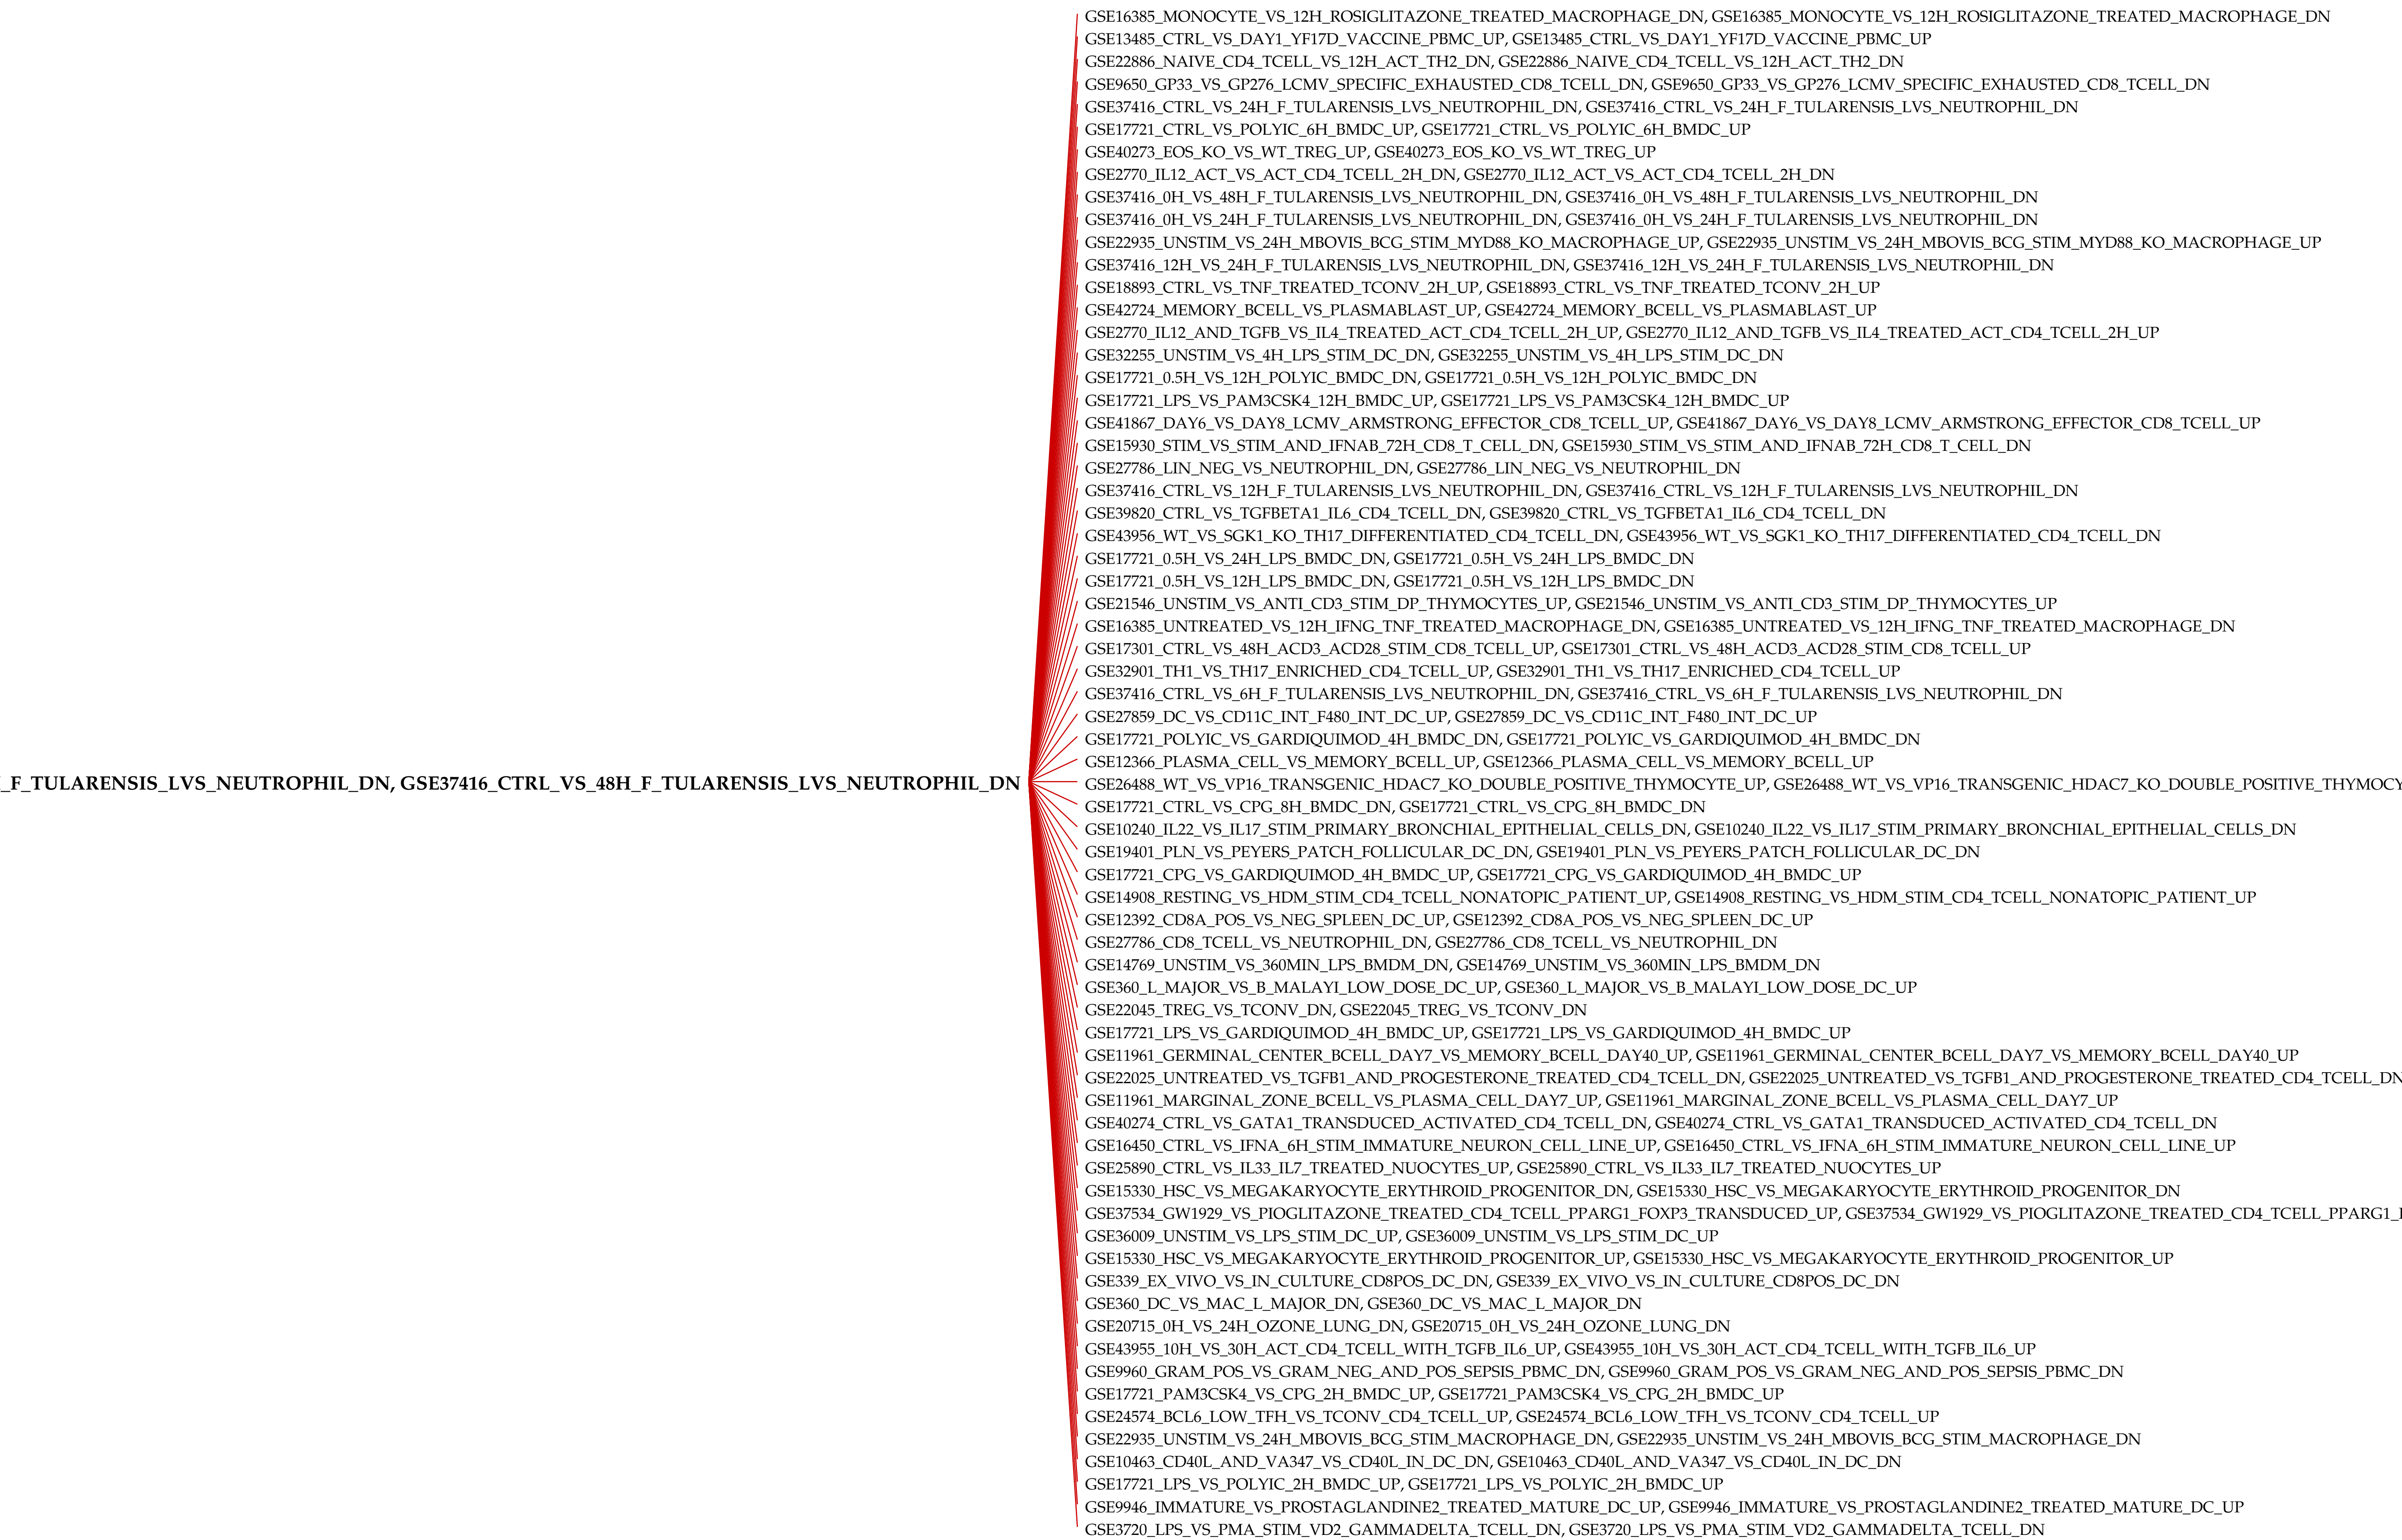 GSE16385_MONOCYTE_VS_12H_ROSIGLITAZONE_TREATED_MACROPHAGE_DN, GSE16385_MONOCYTE_VS_12H_ROSIGLITAZONE_TREATED_MACROPHAGE_DN
GSE13485_CTRL_VS_DAY1_YF17D_VACCINE_PBMC_UP, GSE13485_CTRL_VS_DAY1_YF17D_VACCINE_PBMC_UP
GSE22886_NAIVE_CD4_TCELL_VS_12H_ACT_TH2_DN, GSE22886_NAIVE_CD4_TCELL_VS_12H_ACT_TH2_DN
GSE9650_GP33_VS_GP276_LCMV_SPECIFIC_EXHAUSTED_CD8_TCELL_DN, GSE9650_GP33_VS_GP276_LCMV_SPECIFIC_EXHAUSTED_CD8_TCELL_DN
GSE37416_CTRL_VS_24H_F_TULARENSIS_LVS_NEUTROPHIL_DN, GSE37416_CTRL_VS_24H_F_TULARENSIS_LVS_NEUTROPHIL_DN
GSE17721_CTRL_VS_POLYIC_6H_BMDC_UP, GSE17721_CTRL_VS_POLYIC_6H_BMDC_UP
GSE40273_EOS_KO_VS_WT_TREG_UP, GSE40273_EOS_KO_VS_WT_TREG_UP
GSE2770_IL12_ACT_VS_ACT_CD4_TCELL_2H_DN, GSE2770_IL12_ACT_VS_ACT_CD4_TCELL_2H_DN
GSE37416_0H_VS_48H_F_TULARENSIS_LVS_NEUTROPHIL_DN, GSE37416_0H_VS_48H_F_TULARENSIS_LVS_NEUTROPHIL_DN
GSE37416_0H_VS_24H_F_TULARENSIS_LVS_NEUTROPHIL_DN, GSE37416_0H_VS_24H_F_TULARENSIS_LVS_NEUTROPHIL_DN
GSE22935_UNSTIM_VS_24H_MBOVIS_BCG_STIM_MYD88_KO_MACROPHAGE_UP, GSE22935_UNSTIM_VS_24H_MBOVIS_BCG_STIM_MYD88_KO_MACROPHAGE_UP
GSE37416_12H_VS_24H_F_TULARENSIS_LVS_NEUTROPHIL_DN, GSE37416_12H_VS_24H_F_TULARENSIS_LVS_NEUTROPHIL_DN
GSE18893_CTRL_VS_TNF_TREATED_TCONV_2H_UP, GSE18893_CTRL_VS_TNF_TREATED_TCONV_2H_UP
GSE42724_MEMORY_BCELL_VS_PLASMABLAST_UP, GSE42724_MEMORY_BCELL_VS_PLASMABLAST_UP
GSE2770_IL12_AND_TGFB_VS_IL4_TREATED_ACT_CD4_TCELL_2H_UP, GSE2770_IL12_AND_TGFB_VS_IL4_TREATED_ACT_CD4_TCELL_2H_UP
GSE32255_UNSTIM_VS_4H_LPS_STIM_DC_DN, GSE32255_UNSTIM_VS_4H_LPS_STIM_DC_DN
GSE17721_0.5H_VS_12H_POLYIC_BMDC_DN, GSE17721_0.5H_VS_12H_POLYIC_BMDC_DN
GSE17721_LPS_VS_PAM3CSK4_12H_BMDC_UP, GSE17721_LPS_VS_PAM3CSK4_12H_BMDC_UP
GSE41867_DAY6_VS_DAY8_LCMV_ARMSTRONG_EFFECTOR_CD8_TCELL_UP, GSE41867_DAY6_VS_DAY8_LCMV_ARMSTRONG_EFFECTOR_CD8_TCELL_UP
GSE15930_STIM_VS_STIM_AND_IFNAB_72H_CD8_T_CELL_DN, GSE15930_STIM_VS_STIM_AND_IFNAB_72H_CD8_T_CELL_DN
GSE27786_LIN_NEG_VS_NEUTROPHIL_DN, GSE27786_LIN_NEG_VS_NEUTROPHIL_DN
GSE37416_CTRL_VS_12H_F_TULARENSIS_LVS_NEUTROPHIL_DN, GSE37416_CTRL_VS_12H_F_TULARENSIS_LVS_NEUTROPHIL_DN
GSE39820_CTRL_VS_TGFBETA1_IL6_CD4_TCELL_DN, GSE39820_CTRL_VS_TGFBETA1_IL6_CD4_TCELL_DN
GSE43956_WT_VS_SGK1_KO_TH17_DIFFERENTIATED_CD4_TCELL_DN, GSE43956_WT_VS_SGK1_KO_TH17_DIFFERENTIATED_CD4_TCELL_DN
GSE17721_0.5H_VS_24H_LPS_BMDC_DN, GSE17721_0.5H_VS_24H_LPS_BMDC_DN
GSE17721_0.5H_VS_12H_LPS_BMDC_DN, GSE17721_0.5H_VS_12H_LPS_BMDC_DN
GSE21546_UNSTIM_VS_ANTI_CD3_STIM_DP_THYMOCYTES_UP, GSE21546_UNSTIM_VS_ANTI_CD3_STIM_DP_THYMOCYTES_UP
GSE16385_UNTREATED_VS_12H_IFNG_TNF_TREATED_MACROPHAGE_DN, GSE16385_UNTREATED_VS_12H_IFNG_TNF_TREATED_MACROPHAGE_DN
GSE17301_CTRL_VS_48H_ACD3_ACD28_STIM_CD8_TCELL_UP, GSE17301_CTRL_VS_48H_ACD3_ACD28_STIM_CD8_TCELL_UP
GSE32901_TH1_VS_TH17_ENRICHED_CD4_TCELL_UP, GSE32901_TH1_VS_TH17_ENRICHED_CD4_TCELL_UP
GSE37416_CTRL_VS_6H_F_TULARENSIS_LVS_NEUTROPHIL_DN, GSE37416_CTRL_VS_6H_F_TULARENSIS_LVS_NEUTROPHIL_DN
GSE27859_DC_VS_CD11C_INT_F480_INT_DC_UP, GSE27859_DC_VS_CD11C_INT_F480_INT_DC_UP
GSE17721_POLYIC_VS_GARDIQUIMOD_4H_BMDC_DN, GSE17721_POLYIC_VS_GARDIQUIMOD_4H_BMDC_DN
GSE12366_PLASMA_CELL_VS_MEMORY_BCELL_UP, GSE12366_PLASMA_CELL_VS_MEMORY_BCELL_UP
_F_TULARENSIS_LVS_NEUTROPHIL_DN, GSE37416_CTRL_VS_48H_F_TULARENSIS_LVS_NEUTROPHIL_DN
GSE26488_WT_VS_VP16_TRANSGENIC_HDAC7_KO_DOUBLE_POSITIVE_THYMOCYTE_UP, GSE26488_WT_VS_VP16_TRANSGENIC_HDAC7_KO_DOUBLE_POSITIVE_THYMOCY
GSE17721_CTRL_VS_CPG_8H_BMDC_DN, GSE17721_CTRL_VS_CPG_8H_BMDC_DN
GSE10240_IL22_VS_IL17_STIM_PRIMARY_BRONCHIAL_EPITHELIAL_CELLS_DN, GSE10240_IL22_VS_IL17_STIM_PRIMARY_BRONCHIAL_EPITHELIAL_CELLS_DN
GSE19401_PLN_VS_PEYERS_PATCH_FOLLICULAR_DC_DN, GSE19401_PLN_VS_PEYERS_PATCH_FOLLICULAR_DC_DN
GSE17721_CPG_VS_GARDIQUIMOD_4H_BMDC_UP, GSE17721_CPG_VS_GARDIQUIMOD_4H_BMDC_UP
GSE14908_RESTING_VS_HDM_STIM_CD4_TCELL_NONATOPIC_PATIENT_UP, GSE14908_RESTING_VS_HDM_STIM_CD4_TCELL_NONATOPIC_PATIENT_UP
GSE12392_CD8A_POS_VS_NEG_SPLEEN_DC_UP, GSE12392_CD8A_POS_VS_NEG_SPLEEN_DC_UP
GSE27786_CD8_TCELL_VS_NEUTROPHIL_DN, GSE27786_CD8_TCELL_VS_NEUTROPHIL_DN
GSE14769_UNSTIM_VS_360MIN_LPS_BMDM_DN, GSE14769_UNSTIM_VS_360MIN_LPS_BMDM_DN
GSE360_L_MAJOR_VS_B_MALAYI_LOW_DOSE_DC_UP, GSE360_L_MAJOR_VS_B_MALAYI_LOW_DOSE_DC_UP
GSE22045_TREG_VS_TCONV_DN, GSE22045_TREG_VS_TCONV_DN
GSE17721_LPS_VS_GARDIQUIMOD_4H_BMDC_UP, GSE17721_LPS_VS_GARDIQUIMOD_4H_BMDC_UP
GSE11961_GERMINAL_CENTER_BCELL_DAY7_VS_MEMORY_BCELL_DAY40_UP, GSE11961_GERMINAL_CENTER_BCELL_DAY7_VS_MEMORY_BCELL_DAY40_UP
GSE22025_UNTREATED_VS_TGFB1_AND_PROGESTERONE_TREATED_CD4_TCELL_DN, GSE22025_UNTREATED_VS_TGFB1_AND_PROGESTERONE_TREATED_CD4_TCELL_DN
GSE11961_MARGINAL_ZONE_BCELL_VS_PLASMA_CELL_DAY7_UP, GSE11961_MARGINAL_ZONE_BCELL_VS_PLASMA_CELL_DAY7_UP
GSE40274_CTRL_VS_GATA1_TRANSDUCED_ACTIVATED_CD4_TCELL_DN, GSE40274_CTRL_VS_GATA1_TRANSDUCED_ACTIVATED_CD4_TCELL_DN
GSE16450_CTRL_VS_IFNA_6H_STIM_IMMATURE_NEURON_CELL_LINE_UP, GSE16450_CTRL_VS_IFNA_6H_STIM_IMMATURE_NEURON_CELL_LINE_UP
GSE25890_CTRL_VS_IL33_IL7_TREATED_NUOCYTES_UP, GSE25890_CTRL_VS_IL33_IL7_TREATED_NUOCYTES_UP
GSE15330_HSC_VS_MEGAKARYOCYTE_ERYTHROID_PROGENITOR_DN, GSE15330_HSC_VS_MEGAKARYOCYTE_ERYTHROID_PROGENITOR_DN
GSE37534_GW1929_VS_PIOGLITAZONE_TREATED_CD4_TCELL_PPARG1_FOXP3_TRANSDUCED_UP, GSE37534_GW1929_VS_PIOGLITAZONE_TREATED_CD4_TCELL_PPARG1_
GSE36009_UNSTIM_VS_LPS_STIM_DC_UP, GSE36009_UNSTIM_VS_LPS_STIM_DC_UP
GSE15330_HSC_VS_MEGAKARYOCYTE_ERYTHROID_PROGENITOR_UP, GSE15330_HSC_VS_MEGAKARYOCYTE_ERYTHROID_PROGENITOR_UP
GSE339_EX_VIVO_VS_IN_CULTURE_CD8POS_DC_DN, GSE339_EX_VIVO_VS_IN_CULTURE_CD8POS_DC_DN
GSE360_DC_VS_MAC_L_MAJOR_DN, GSE360_DC_VS_MAC_L_MAJOR_DN
GSE20715_0H_VS_24H_OZONE_LUNG_DN, GSE20715_0H_VS_24H_OZONE_LUNG_DN
GSE43955_10H_VS_30H_ACT_CD4_TCELL_WITH_TGFB_IL6_UP, GSE43955_10H_VS_30H_ACT_CD4_TCELL_WITH_TGFB_IL6_UP
GSE9960_GRAM_POS_VS_GRAM_NEG_AND_POS_SEPSIS_PBMC_DN, GSE9960_GRAM_POS_VS_GRAM_NEG_AND_POS_SEPSIS_PBMC_DN
GSE17721_PAM3CSK4_VS_CPG_2H_BMDC_UP, GSE17721_PAM3CSK4_VS_CPG_2H_BMDC_UP
GSE24574_BCL6_LOW_TFH_VS_TCONV_CD4_TCELL_UP, GSE24574_BCL6_LOW_TFH_VS_TCONV_CD4_TCELL_UP
GSE22935_UNSTIM_VS_24H_MBOVIS_BCG_STIM_MACROPHAGE_DN, GSE22935_UNSTIM_VS_24H_MBOVIS_BCG_STIM_MACROPHAGE_DN
GSE10463_CD40L_AND_VA347_VS_CD40L_IN_DC_DN, GSE10463_CD40L_AND_VA347_VS_CD40L_IN_DC_DN
GSE17721_LPS_VS_POLYIC_2H_BMDC_UP, GSE17721_LPS_VS_POLYIC_2H_BMDC_UP
GSE9946_IMMATURE_VS_PROSTAGLANDINE2_TREATED_MATURE_DC_UP, GSE9946_IMMATURE_VS_PROSTAGLANDINE2_TREATED_MATURE_DC_UP
GSE3720_LPS_VS_PMA_STIM_VD2_GAMMADELTA_TCELL_DN, GSE3720_LPS_VS_PMA_STIM_VD2_GAMMADELTA_TCELL_DN